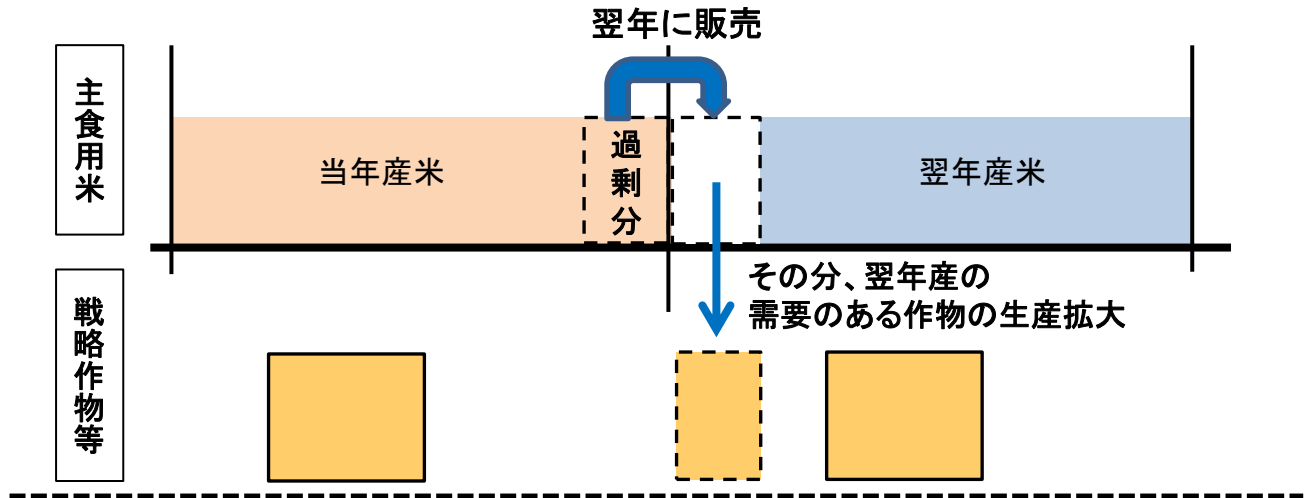 翌年に販売
主食用米
当年産米
過剰分
翌年産米
その分、翌年産の
需要のある作物の生産拡大
戦略作物等